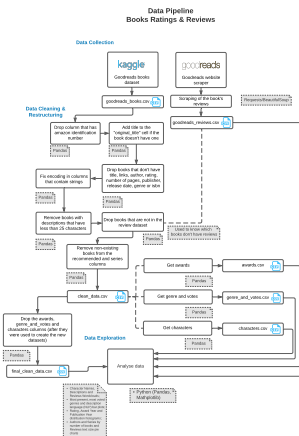 Data Pipeline
Books Ratings & Reviews
Data Collection
kaggle
Goodreads books
dataset
goodreads
Goodreads website
scraper
goodreads_books.csv
Scraping of the book's
reviews
Requests/BeautifulSoup
Data Cleaning &
Restructuring
goodreads_reviews.csv
Drop column that has
amazon identification
number
Add title to the
"original_title" cell if the
book doesn't have one
Pandas
Pandas
Fix encoding in columns
that contain strings
Drop books that don't have
title, links, author, rating,
number of pages, publisher,
release date, genre or isbn
Pandas
Pandas
Remove books with
descriptions that have
less than 25 characters
Drop books that are not in the
review dataset
Used to know which
books don't have reviews
Pandas
Pandas
Remove non-existing
books from the
recommended and series
columns
Pandas
Get awards
awards.csv
Pandas
clean_data.csv
Get genre and votes
genre_and_votes.csv
Pandas
Drop the awards,
genre_and_votes and
characters columns (after they
were used to create the new
datasets)
Get characters
characters.csv
Data Exploration
Pandas
Pandas
final_clean_data.csv
Analyse data
Python (Pandas,
Matplotlib)